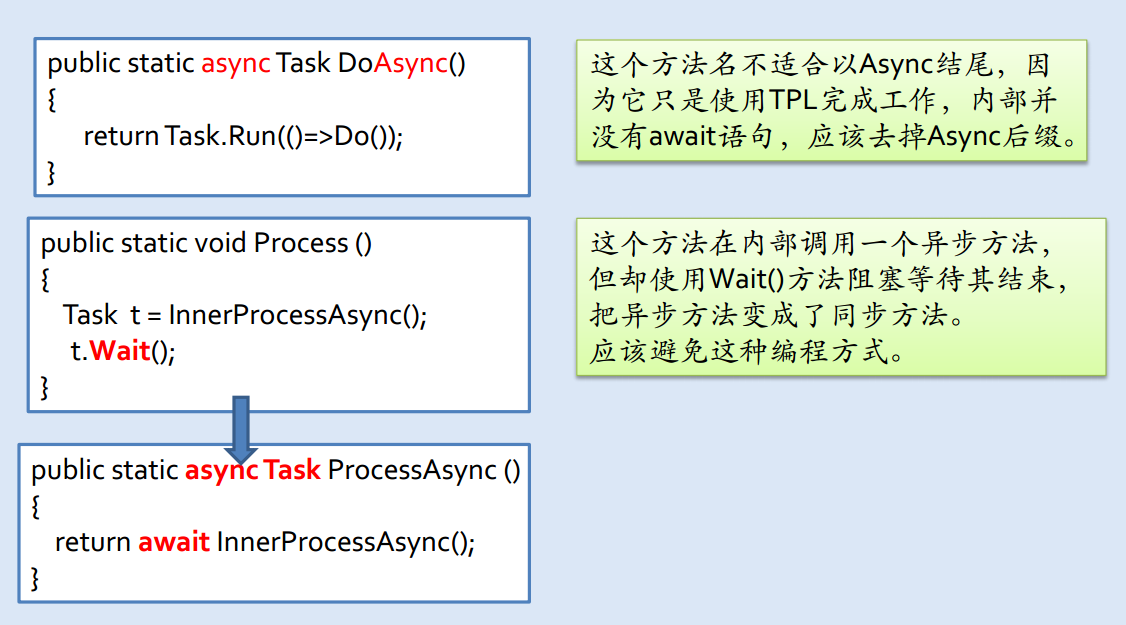 public static async Task DoAsync()
{
return Task.Run(()=>Do());
}
这个方法名不适合以Async结尾，因
为它只是使用TPL完成工作，内部并
没有await语句，应该去掉Async后缀。
public static void Process ()
{
Task t = InnerProcessAsync();
t.Wait();
}
这个方法在内部调用一个异步方法，
但却使用Wait()方法阻塞等待其结束，
把异步方法变成了同步方法。
应该避免这种编程方式。
public static async Task ProcessAsync ()
{
return await InnerProcessAsync();
}